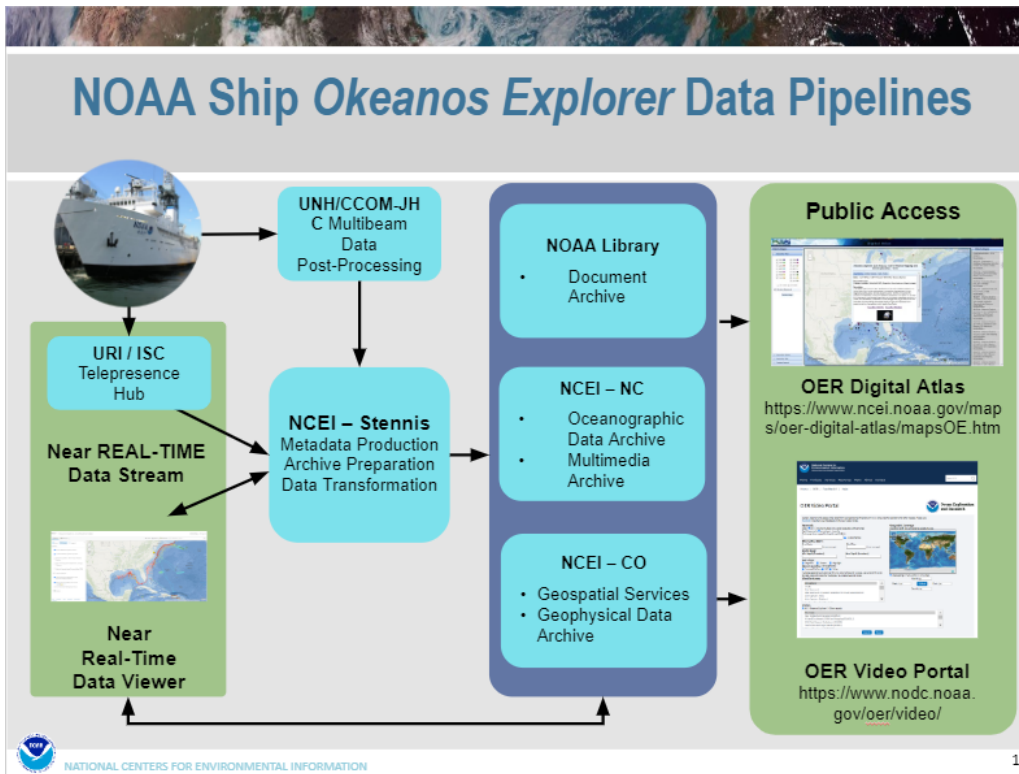 NOAA Ship Okeanos Explorer Data Pipelines
UNH/CCOM-JH
C Multibeam
Data
Post-Processing
URI / ISC
Telepresence
Hub
Near REAL-TIME
Data Stream
Near
Real-Time
Data Viewer
NCEI – Stennis
Metadata Production
Archive Preparation
Data Transformation
NOAA Library
• Document
Archive
NCEI – NC
• Oceanographic
Data Archive
• Multimedia
Archive
NCEI – CO
• Geospatial Services
• Geophysical Data
Archive
Public Access
OER Digital Atlas
https://www.ncei.noaa.gov/map
s/oer-digital-atlas/mapsOE.htm
OER Video Portal
OER Video Portal
https://www.nodc.noaa.
gov/oer/video/
NATIONAL CENTERS FOR ENVIRONMENTAL INFORMATION
1